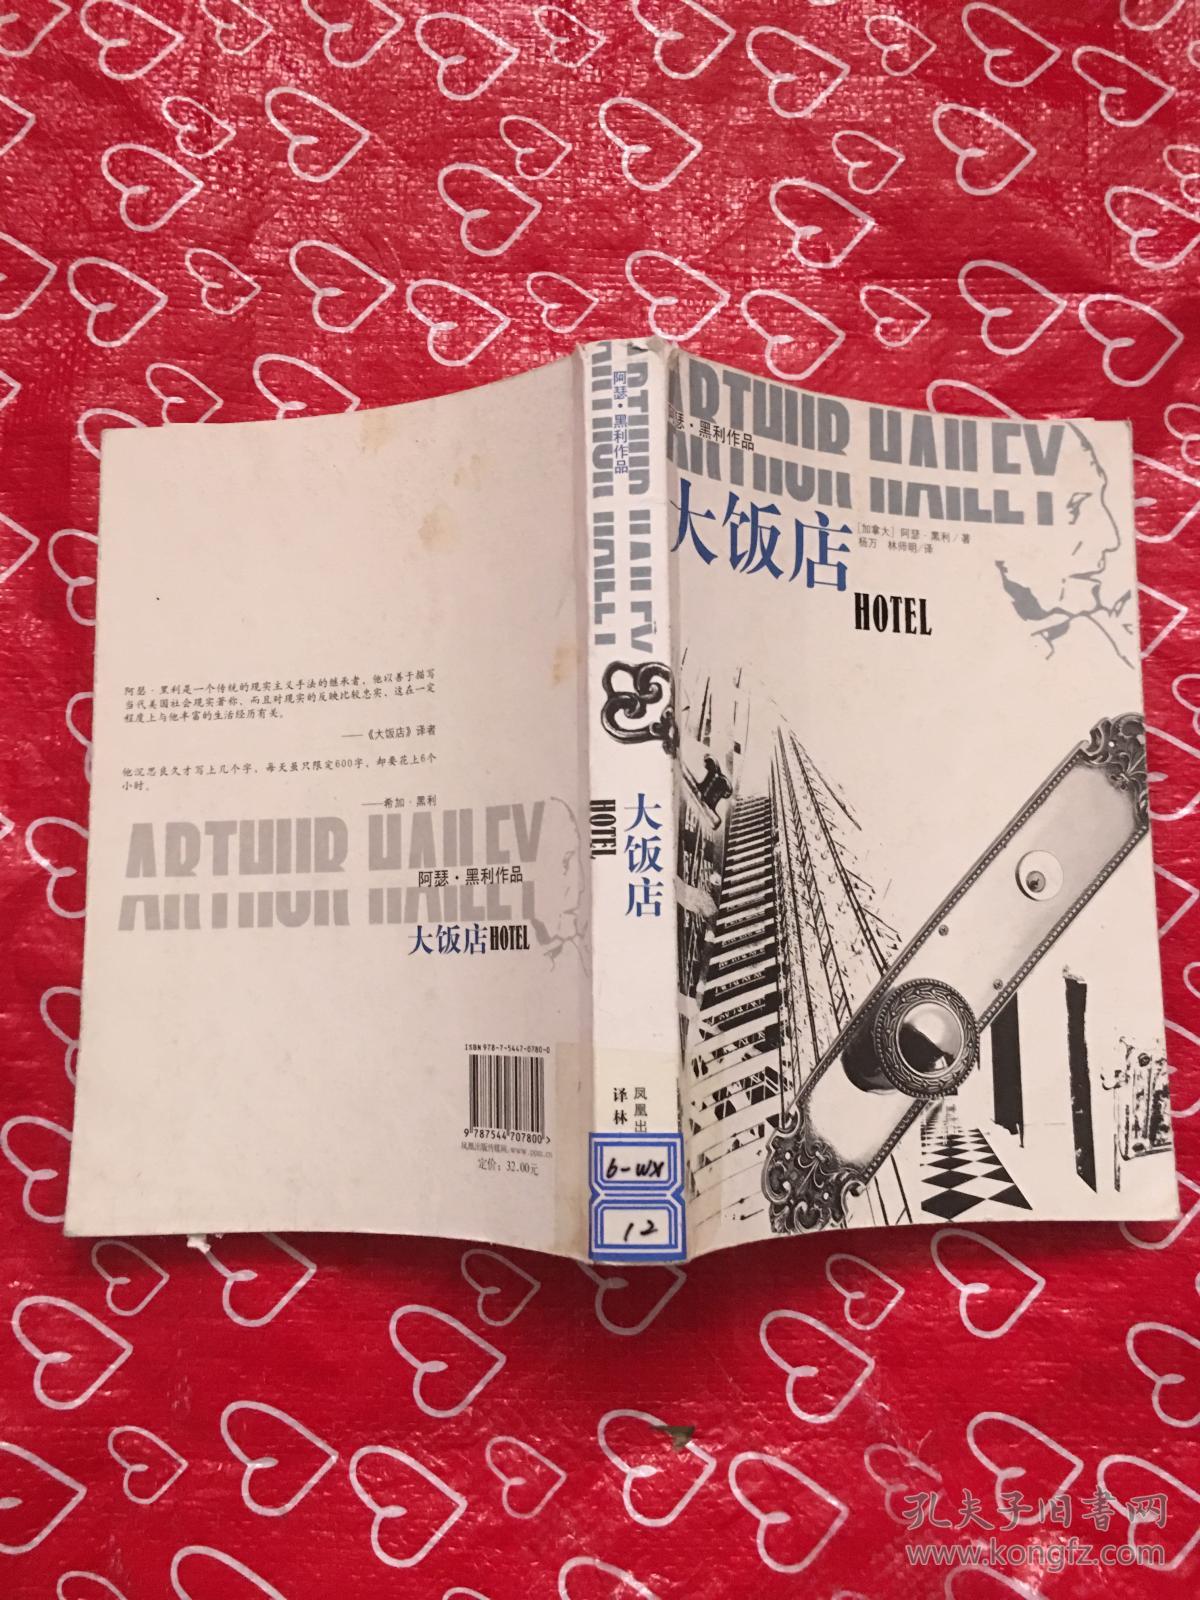 阿瑟·黑利是一个传统的现实主义手法的继承者，他以善于描写
当代美国社会现实著称，而且对现实的反映比较忠实，这在一定
程度上与他丰富的生活经历有关。
——《大饭店》译者
他沉思良久才写上几个字，每天虽只限定600字，却要花上6个
小时。
——希加·黑利
ARTHUR HAILEY
阿瑟·黑利作品
大饭店HOTEL
ISBN 978-7-5447-0780-0
9 787544 707800>
凤凰出版传媒网：www.ppm.cn
定价：32.00元
ARTHUR HAILEY
阿瑟·黑利作品
大饭店
HOTEL
凤凰出
译林
6-WX
12
ARTHUR HAILEY
阿瑟·黑利作品
大饭店
[加拿大] 阿瑟·黑利/著
杨万 林师明/译
HOTEL
孔夫子旧书网
www.kongfz.com